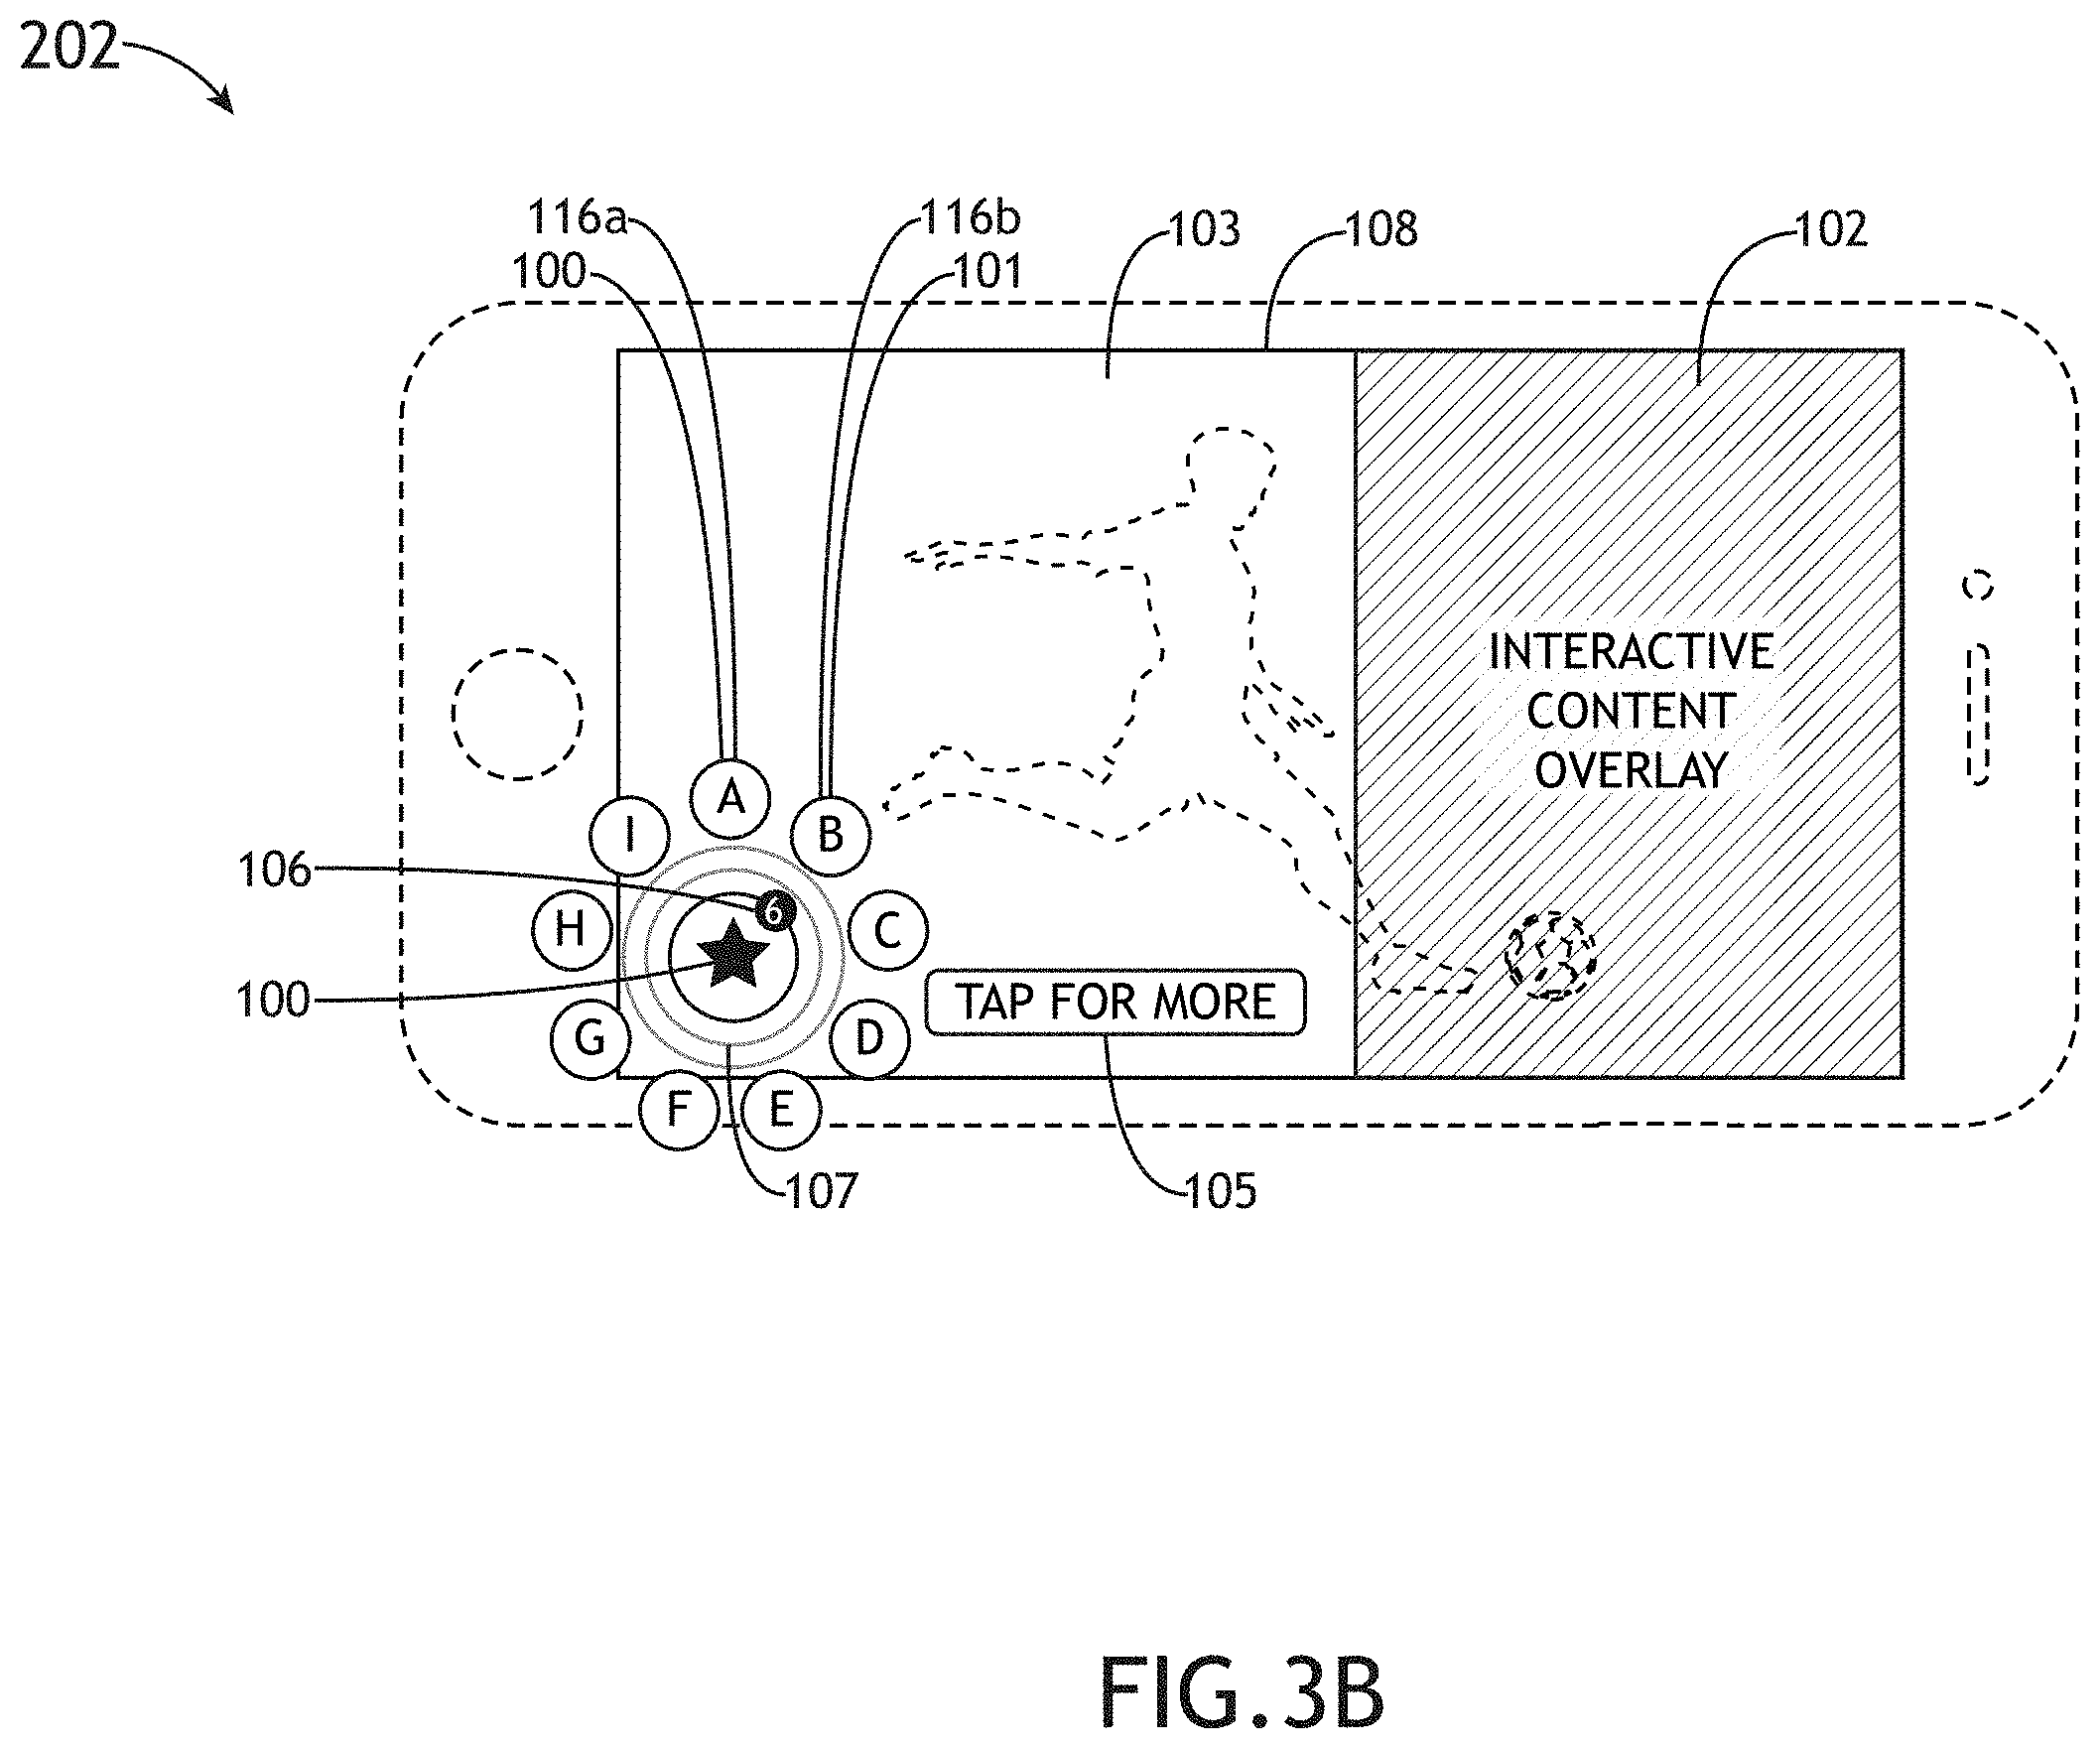 202
116a
116b
103
108
102
100
101
INTERACTIVE
CONTENT
OVERLAY
A
I
B
106
6
H
C
100
TAP FOR MORE
G
D
F
E
107
105
FIG.3B